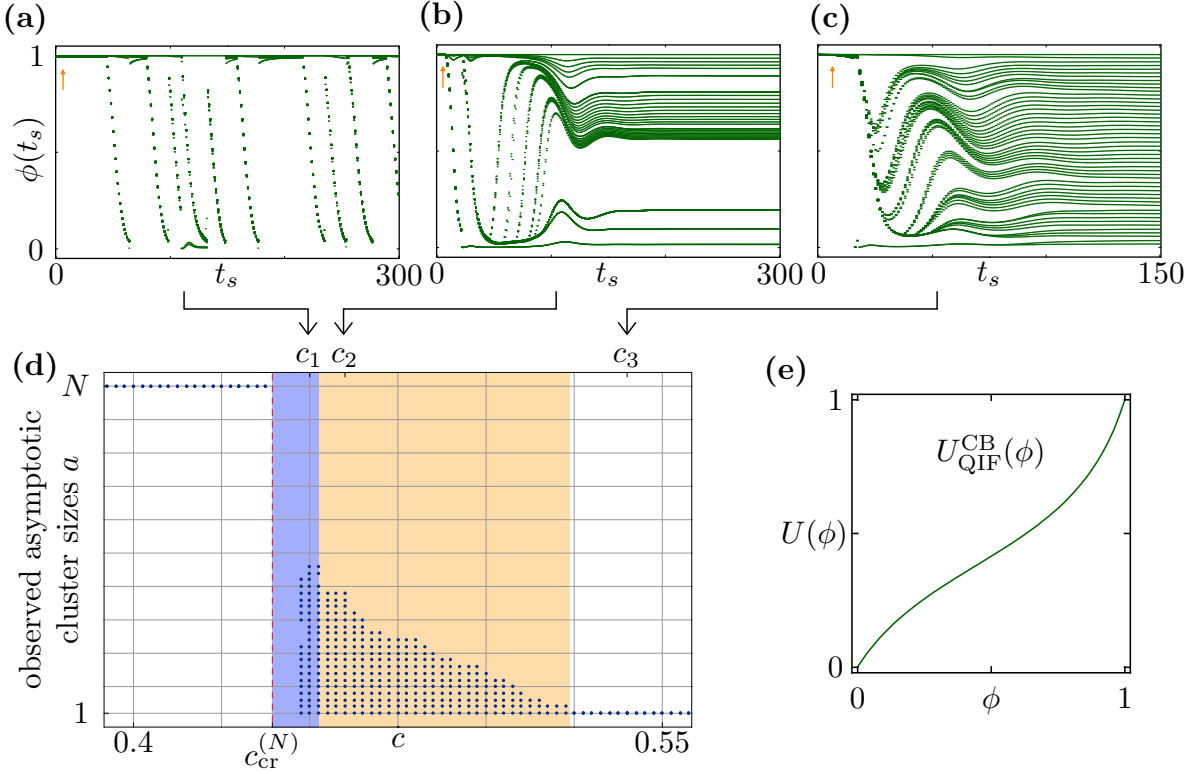 (a)
(b)
(c)
1
0
ϕ(t_s)
0 t_s 300
0 t_s 300
0 t_s 150
c_1 c_2 c_3
(d)
(e)
N
1
observed asymptotic
cluster sizes a
0.4 c_cr^(N) c 0.55
1
0
U(ϕ)
U_QIF^CB(ϕ)
0 ϕ 1